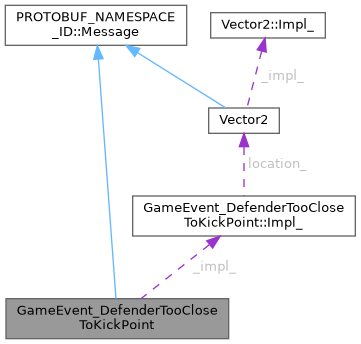 PROTOBUF_NAMESPACE
_ID::Message
Vector2::Impl_
_impl_
Vector2
location_
GameEvent_DefenderTooClose
ToKickPoint::Impl_
_impl_
GameEvent_DefenderTooClose
ToKickPoint